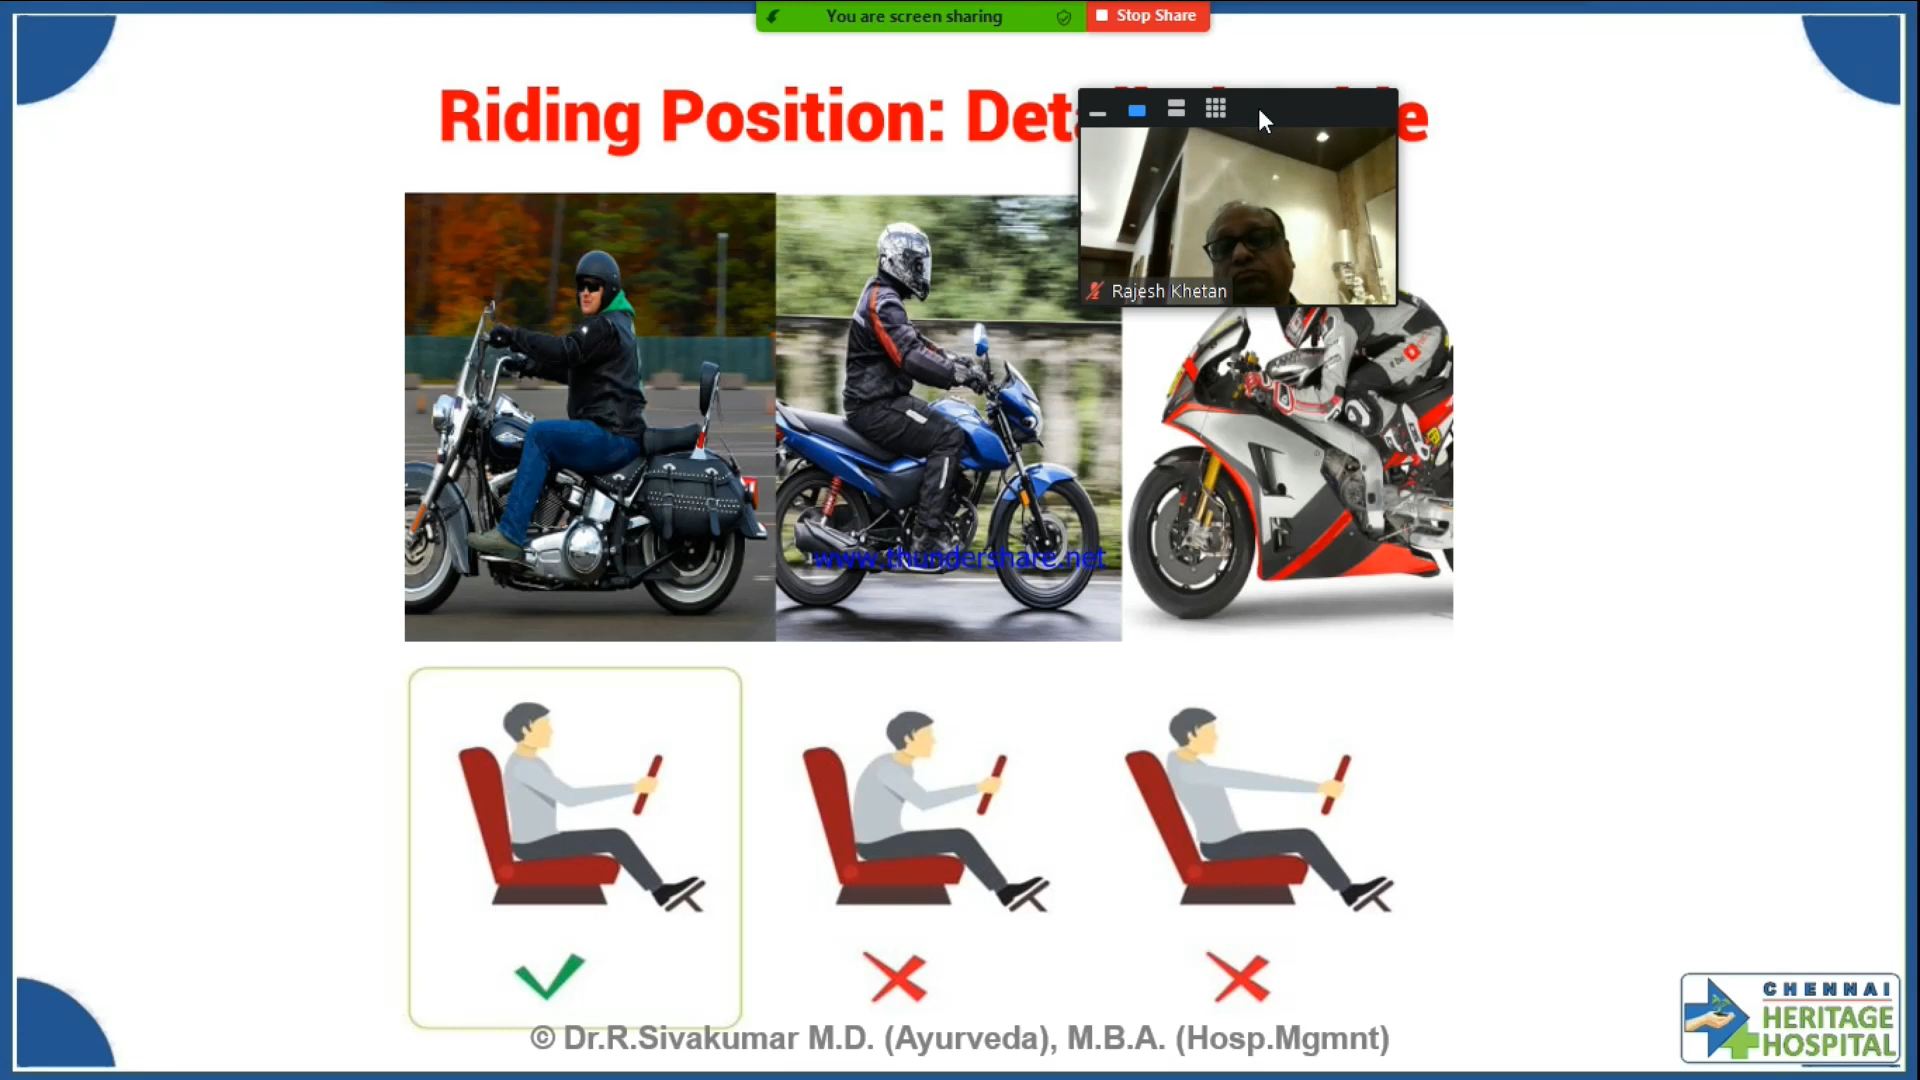 You are screen sharing
Stop Share
Riding Position:
Rajesh Khetan
www.thundershare.net
© Dr.R.Sivakumar M.D. (Ayurveda), M.B.A. (Hosp.Mgmnt)
CHENNAI
HERITAGE
HOSPITAL